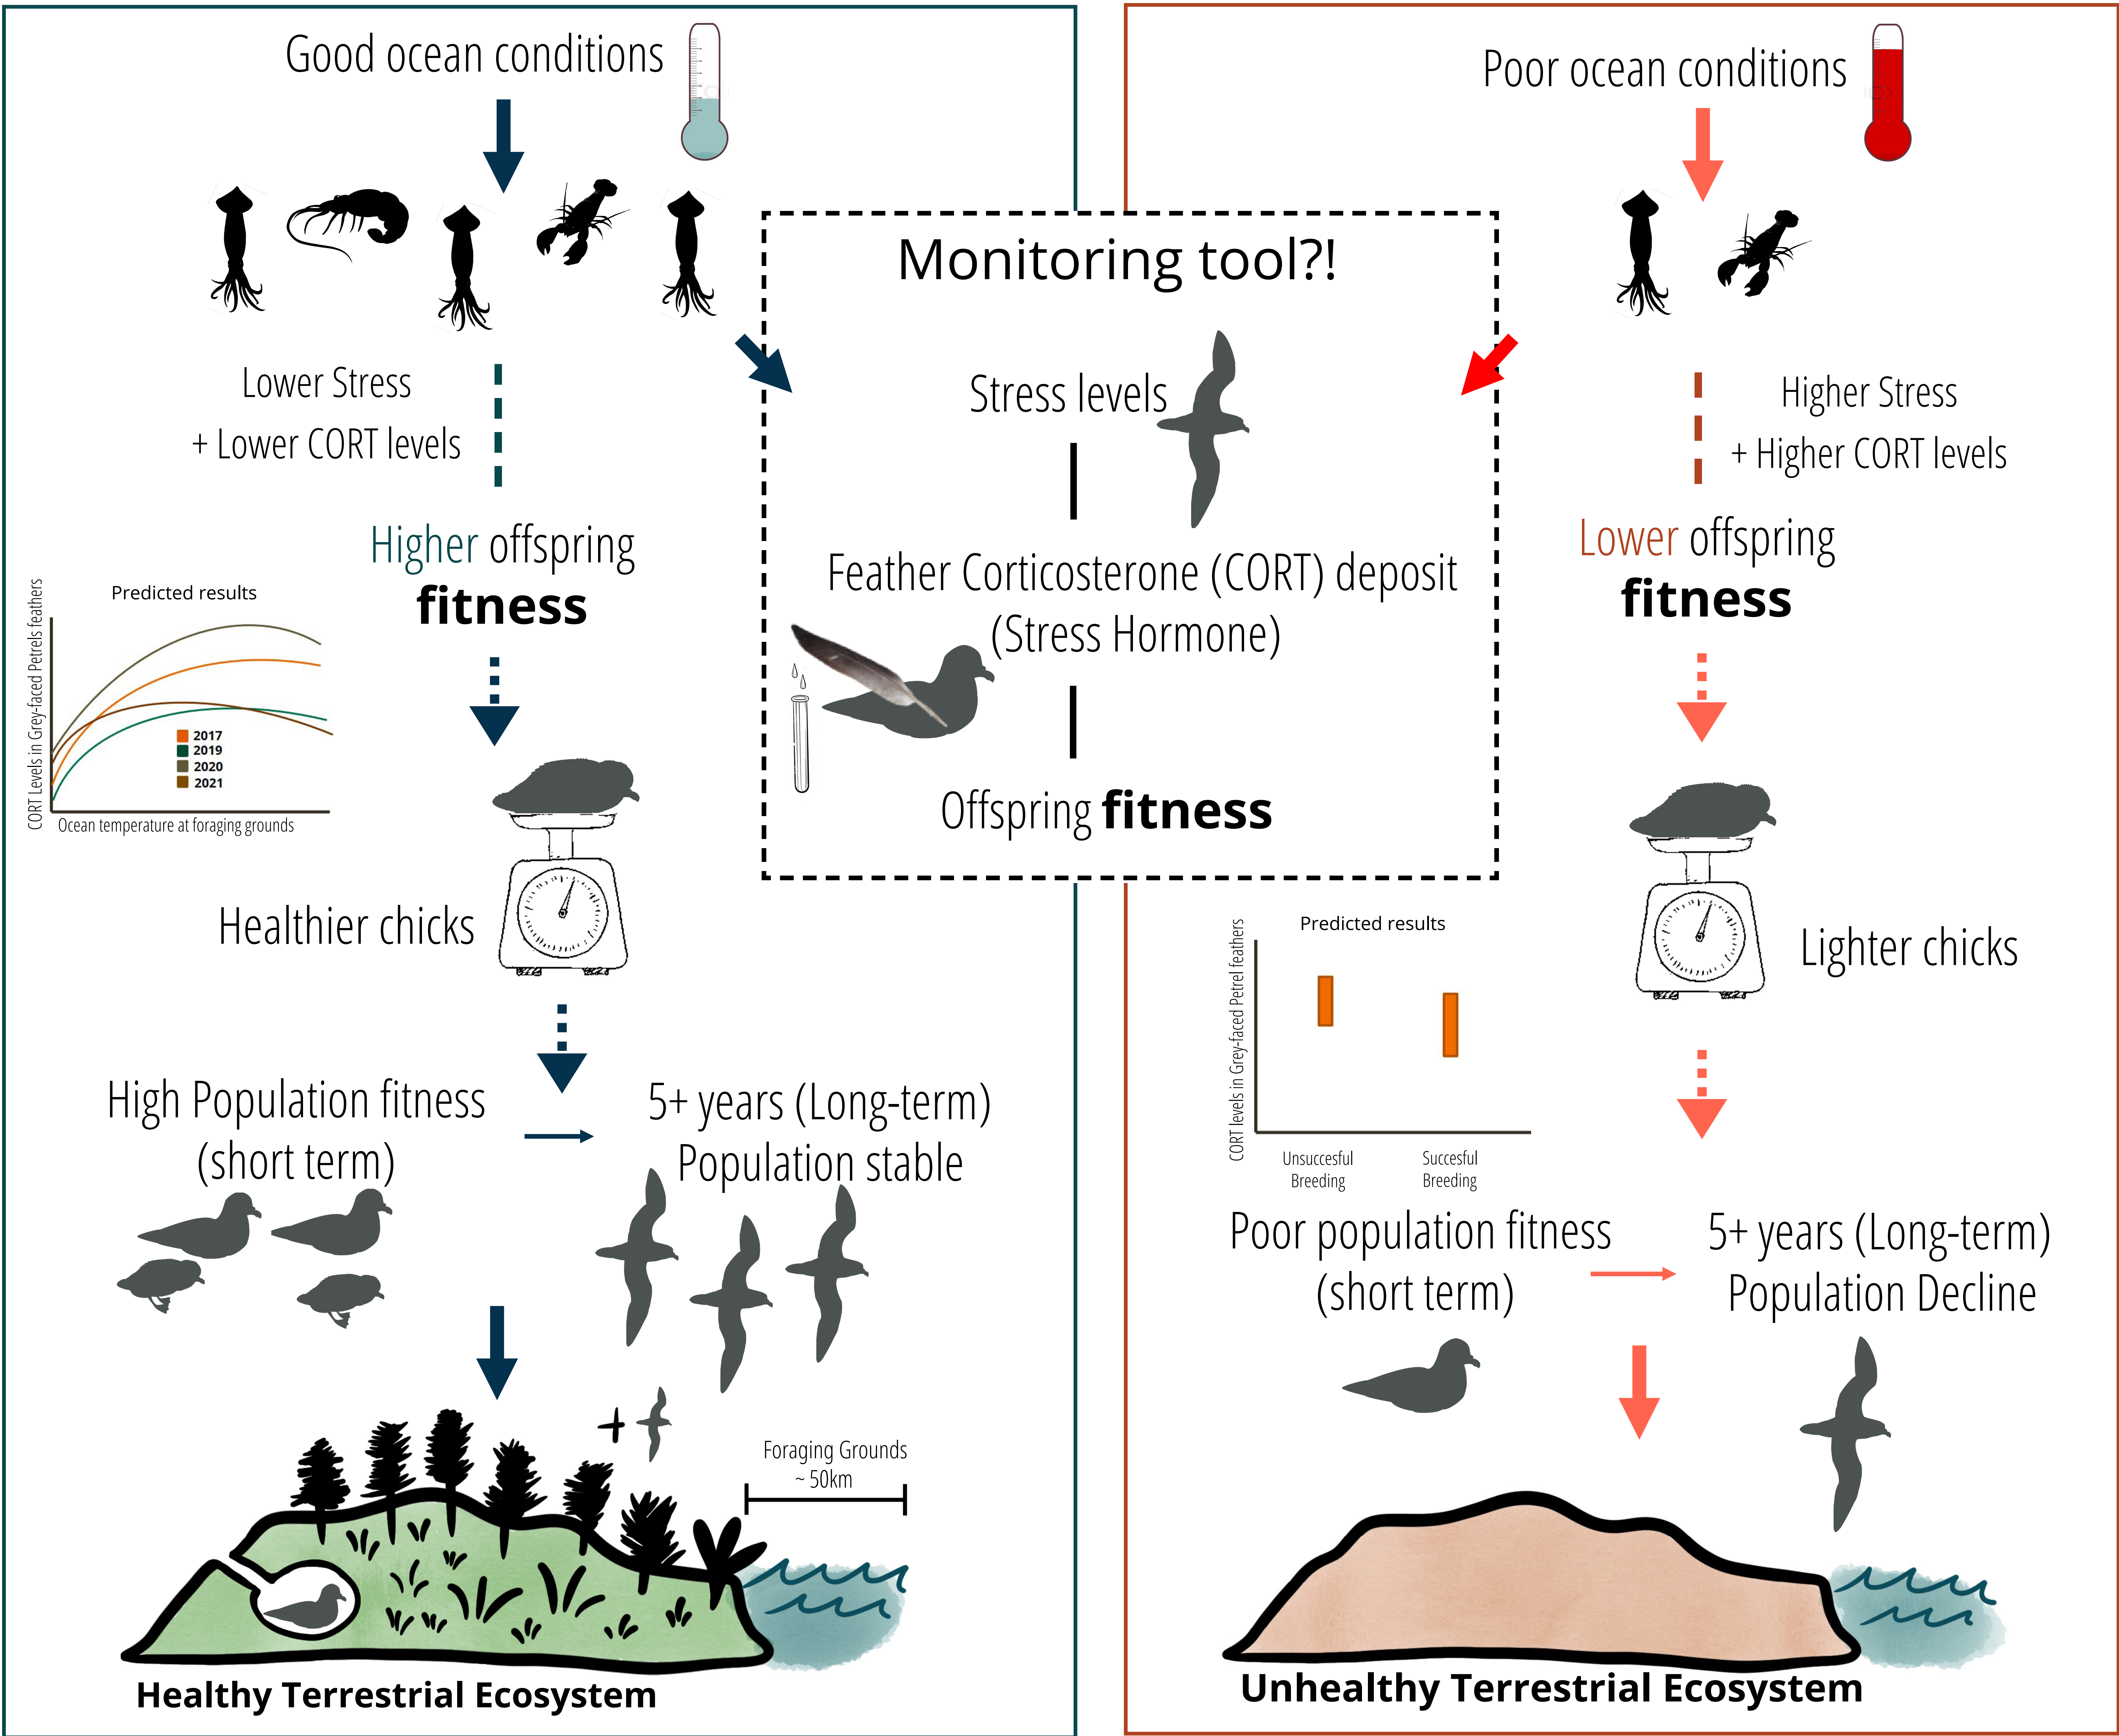 Good ocean conditions
Lower Stress
+ Lower CORT levels
Higher offspring
fitness
Predicted results
CORT Levels in Grey-faced Petrels feathers
2017
2019
2020
2021
Ocean temperature at foraging grounds
Healthier chicks
High Population fitness
(short term)
5+ years (Long-term)
Population stable
+
Foraging Grounds
~ 50km
Healthy Terrestrial Ecosystem
Monitoring tool?!
Stress levels
Feather Corticosterone (CORT) deposit
(Stress Hormone)
Offspring fitness
Poor ocean conditions
Higher Stress
+ Higher CORT levels
Lower offspring
fitness
Lighter chicks
Predicted results
CORT levels in Grey-faced Petrel feathers
Unsuccesful
Breeding
Succesful
Breeding
Poor population fitness
(short term)
5+ years (Long-term)
Population Decline
Unhealthy Terrestrial Ecosystem